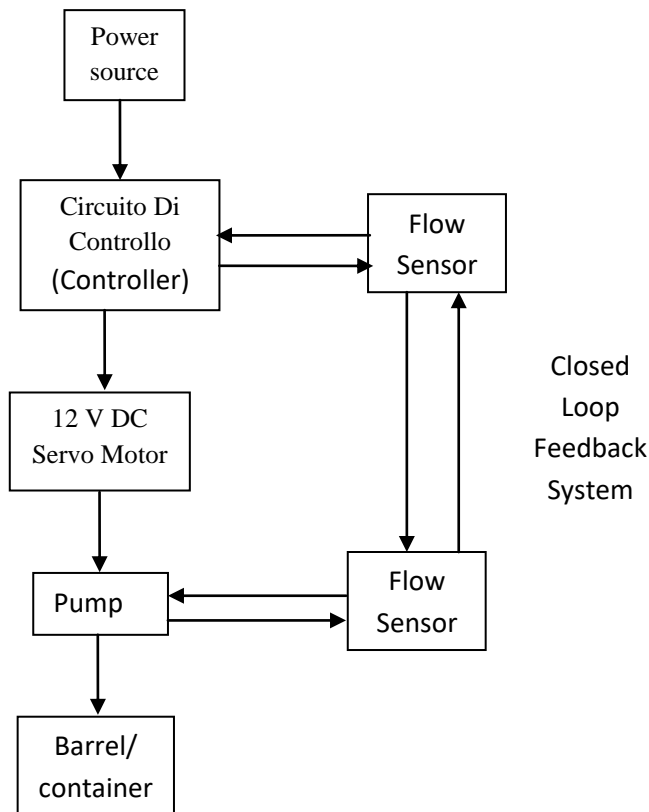 Power
source
Circuito Di
Controllo
(Controller)
Flow
Sensor
12 V DC
Servo Motor
Closed
Loop
Feedback
System
Pump
Flow
Sensor
Barrel/
container